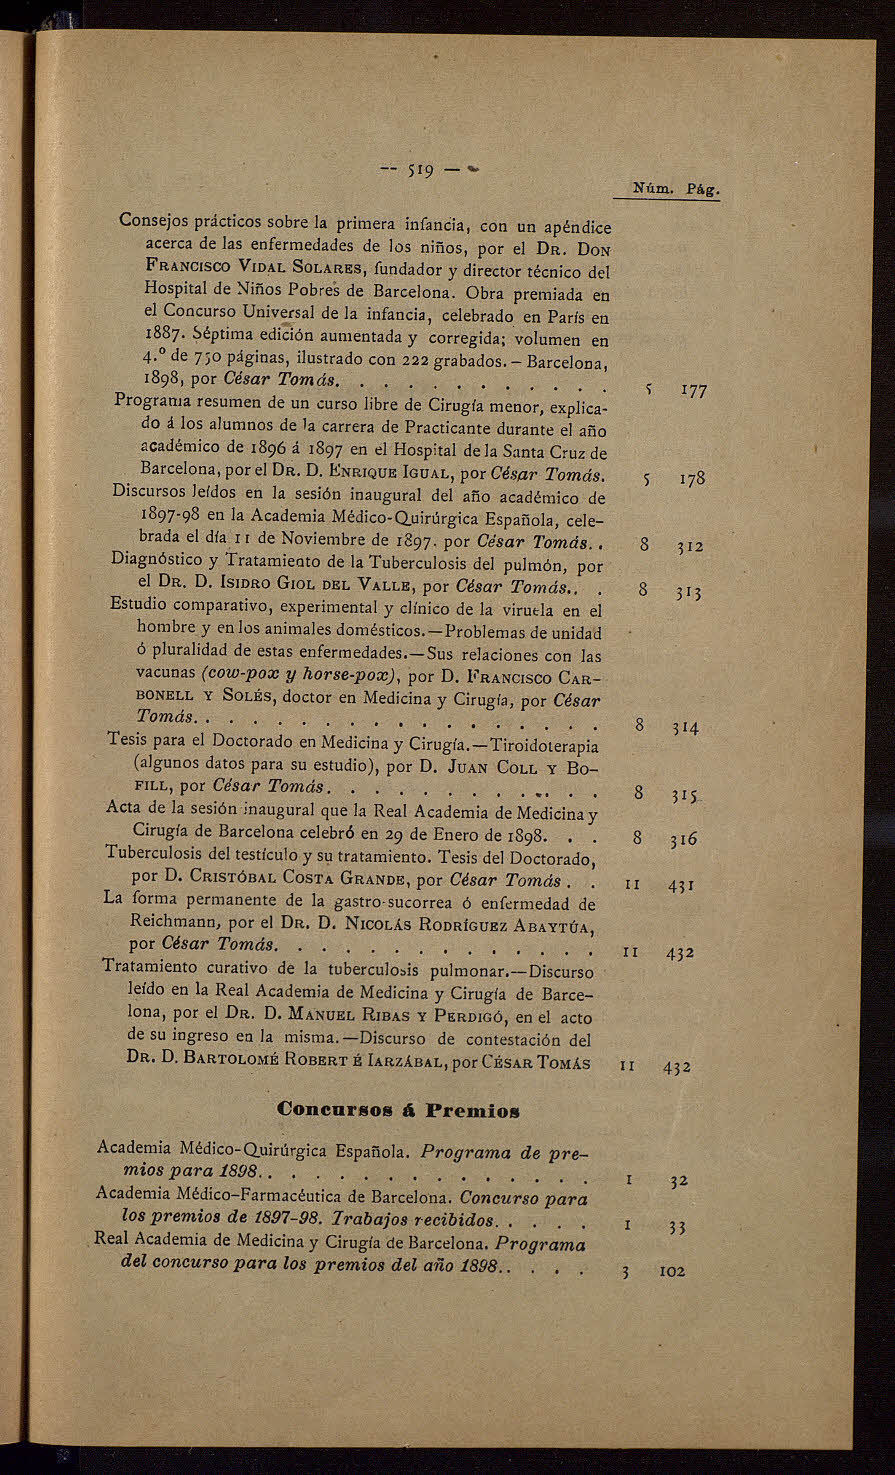 — 519 —
Núm. Pág.
Consejos prácticos sobre la primera infancia, con un apéndice
acerca de las enfermedades de los niños, por el Dr. Don
Francisco Vidal Solares, fundador y director técnico del
Hospital de Niños Pobres de Barcelona. Obra premiada en
el Concurso Universal de la infancia, celebrado en París en
1887. Séptima edición aumentada y corregida; volumen en
4.º de 750 páginas, ilustrado con 222 grabados. – Barcelona,
1898, por César Tomás. . . . . . . . . . . . 5 177
Programa resumen de un curso libre de Cirugía menor, explica-
do á los alumnos de la carrera de Practicante durante el año
académico de 1896 á 1897 en el Hospital de la Santa Cruz de
Barcelona, por el Dr. D. Enrique Igual, por César Tomás. 5 178
Discursos leídos en la sesión inaugural del año académico de
1897-98 en la Academia Médico-Quirúrgica Española, cele-
brada el día 11 de Noviembre de 1897. por César Tomás. . 8 312
Diagnóstico y Tratamiento de la Tuberculosis del pulmón, por
el Dr. D. Isidro Giol del Valle, por César Tomás. . . 8 313
Estudio comparativo, experimental y clínico de la viruela en el
hombre y en los animales domésticos.—Problemas de unidad
ó pluralidad de estas enfermedades.—Sus relaciones con las
vacunas (cow-pox y horse-pox), por D. Francisco Car-
bonell y Solés, doctor en Medicina y Cirugía, por César
Tomás. . . . . . . . . . . . . . . . . . 8 314
Tesis para el Doctorado en Medicina y Cirugía.—Tiroidoterapia
(algunos datos para su estudio), por D. Juan Coll y Bo-
fill, por César Tomás. . . . . . . . . . . . 8 315
Acta de la sesión inaugural que la Real Academia de Medicina y
Cirugía de Barcelona celebró en 29 de Enero de 1898. . . 8 316
Tuberculosis del testículo y su tratamiento. Tesis del Doctorado,
por D. Cristóbal Costa Grande, por César Tomás . . 11 431
La forma permanente de la gastro-sucorrea ó enfermedad de
Reichmann, por el Dr. D. Nicolás Rodríguez Abaytúa,
por César Tomás. . . . . . . . . . . . . . 11 432
Tratamiento curativo de la tuberculosis pulmonar.—Discurso
leído en la Real Academia de Medicina y Cirugía de Barce-
lona, por el Dr. D. Manuel Ribas y Perdigó, en el acto
de su ingreso en la misma.—Discurso de contestación del
Dr. D. Bartolomé Robert é Iarzábal, por César Tomás 11 432
Concursos á Premios
Academia Médico-Quirúrgica Española. Programa de pre-
mios para 1898. . . . . . . . . . . . . . . 1 32
Academia Médico-Farmacéutica de Barcelona. Concurso para
los premios de 1897-98. Trabajos recibidos. . . . . 1 33
Real Academia de Medicina y Cirugía de Barcelona. Programa
del concurso para los premios del año 1898. . . . . 3 102